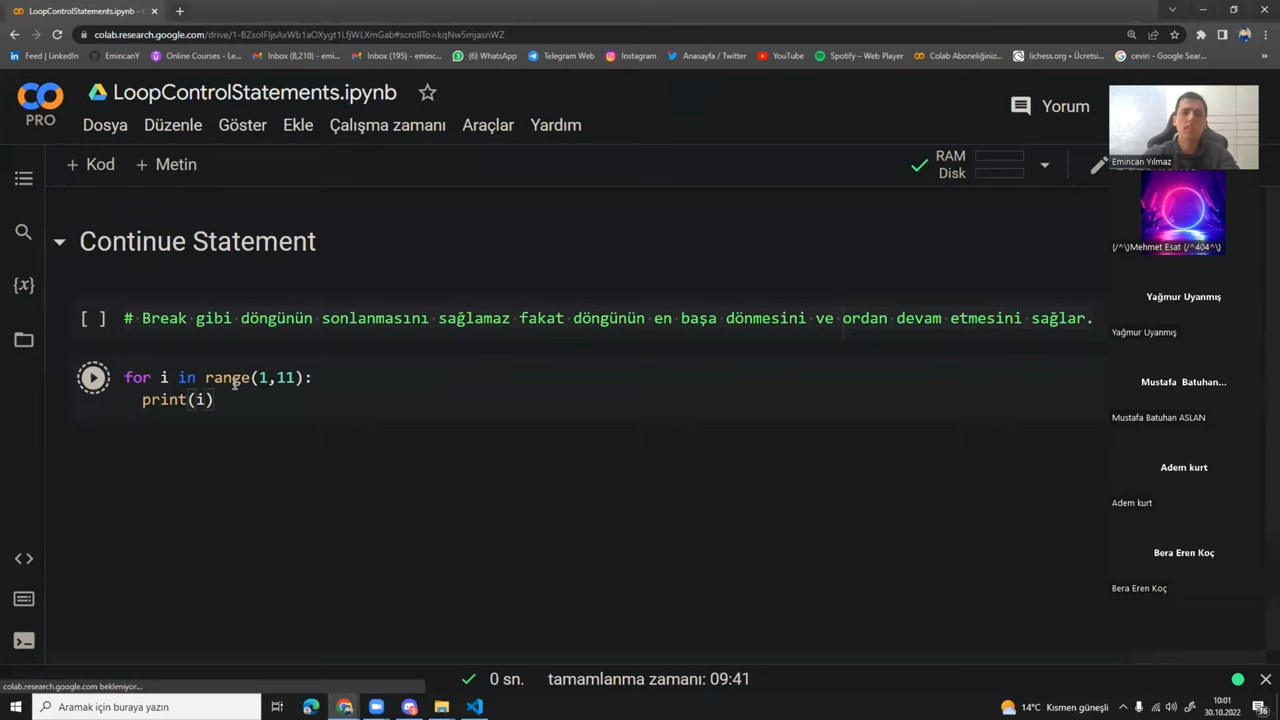 LoopControlStatements.ipynb - 
colab.research.google.com/drive/1-BZsoIFIjsAxWb1aOXygt1LfjWLXmGab#scrollTo=kqNw5mjasnWZ
Feed | LinkedIn EmincanY Online Courses - Le... Inbox (8,210) - emi... Inbox (195) - eminc... (6) WhatsApp Telegram Web Instagram Anasayfa / Twitter YouTube Spotify – Web Player Colab Aboneliğiniz... lichess.org • Ücretsi... ceviri - Google Sear...
LoopControlStatements.ipynb
PRO
Dosya Düzenle Göster Ekle Çalışma zamanı Araçlar Yardım
Yorum
+ Kod + Metin
RAM
Disk
Continue Statement
[ ] # Break gibi döngünün sonlanmasını sağlamaz fakat döngünün en başa dönmesini ve ordan devam etmesini sağlar.
for i in range(1,11):
print(i)
{x}
Emincan Yılmaz
(/^\)Mehmet Esat (/^404^\)
Yağmur Uyanmış
Yağmur Uyanmış
Mustafa Batuhan...
Mustafa Batuhan ASLAN
Adem kurt
Adem kurt
Bera Eren Koç
Bera Eren Koç
0 sn. tamamlanma zamanı: 09:41
colab.research.google.com bekleniyor...
Aramak için buraya yazın
14°C Kısmen güneşli
10:01
30.10.2022
36